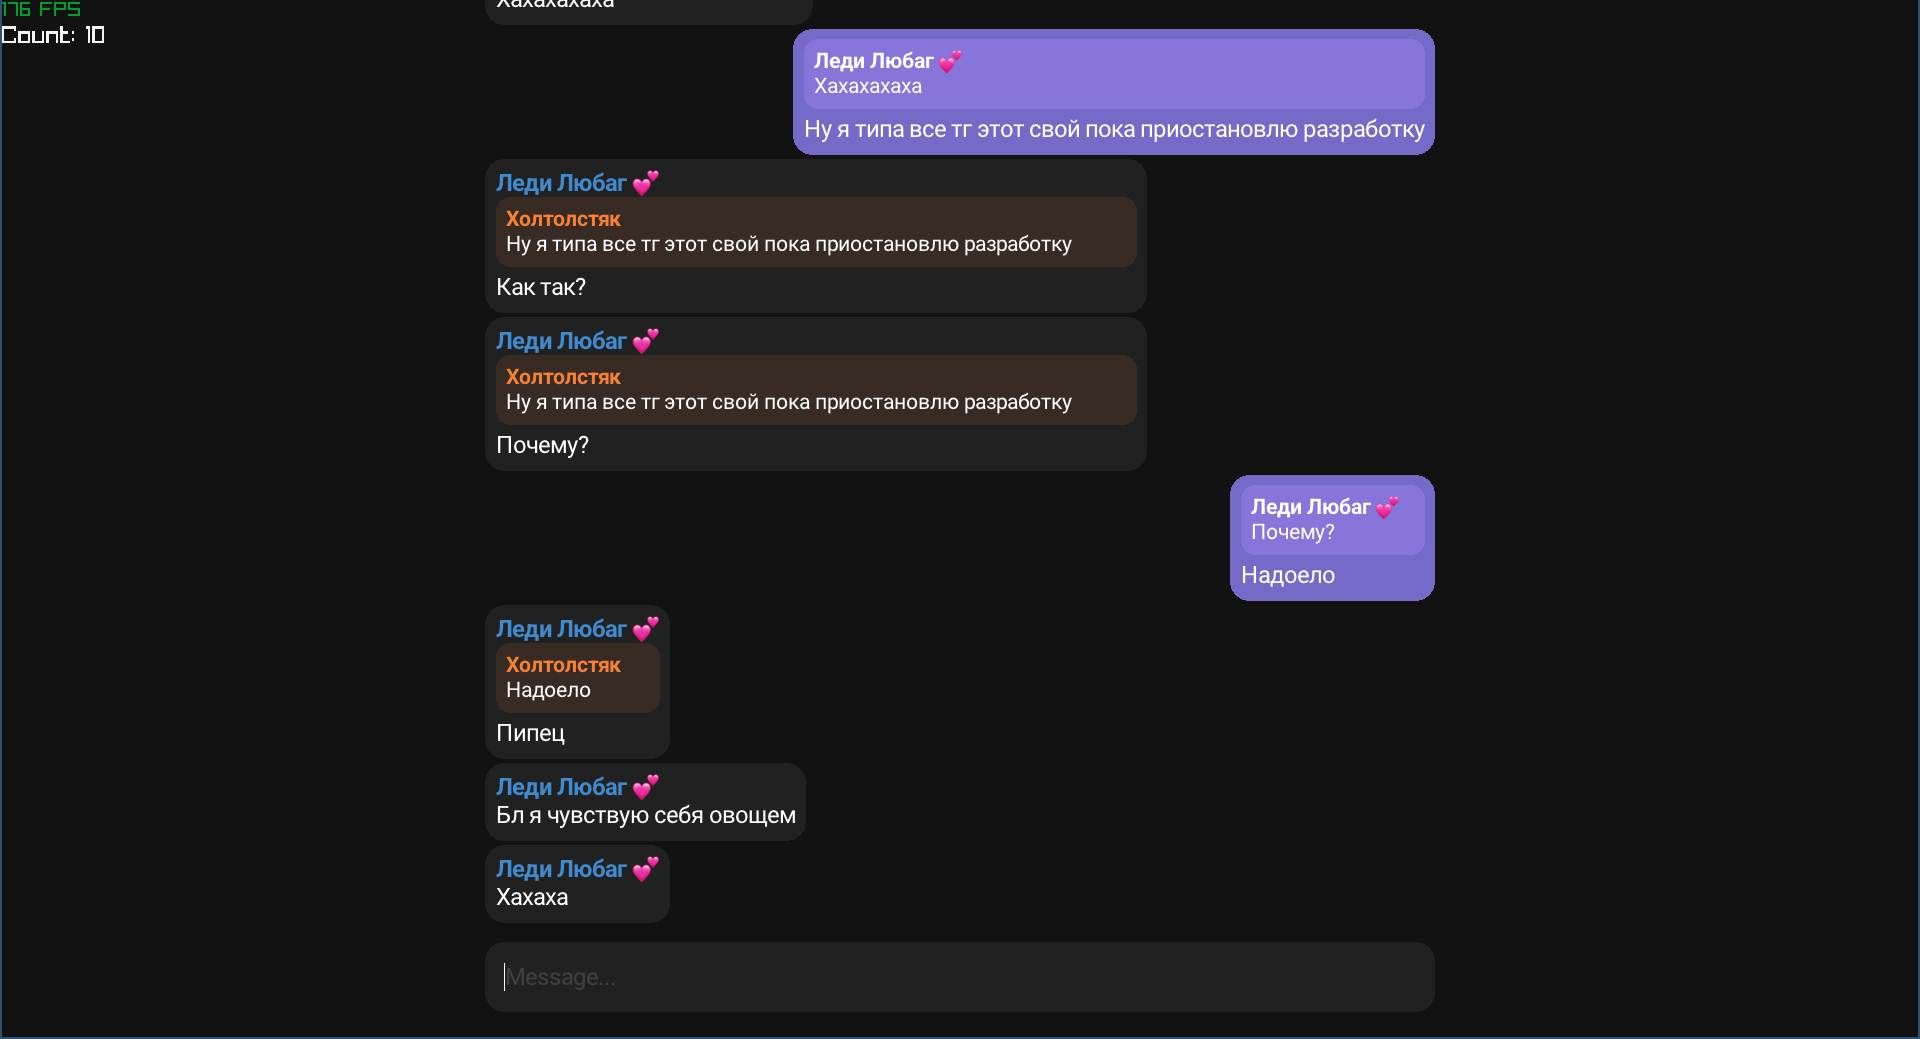 176 FPS
Count: 10
Хахахахаха
Леди Любаг 💕
Хахахахаха
Ну я типа все тг этот свой пока приостановлю разработку
Леди Любаг 💕
Холтолстяк
Ну я типа все тг этот свой пока приостановлю разработку
Как так?
Леди Любаг 💕
Холтолстяк
Ну я типа все тг этот свой пока приостановлю разработку
Почему?
Леди Любаг 💕
Почему?
Надоело
Леди Любаг 💕
Холтолстяк
Надоело
Пипец
Леди Любаг 💕
Бл я чувствую себя овощем
Леди Любаг 💕
Хахаха
Message...